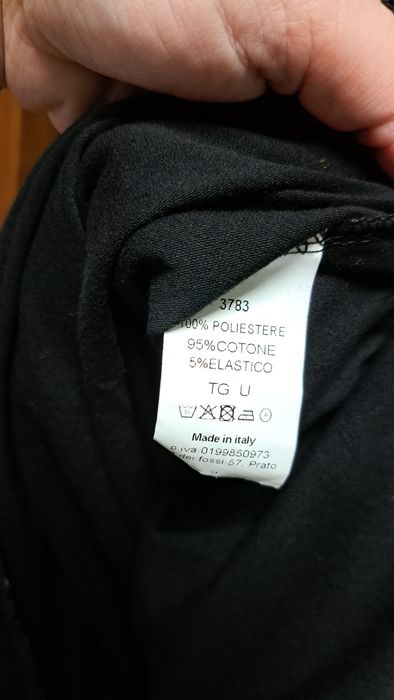 3783
100% POLIESTERE
95%COTONE
5%ELASTICO
TG U
Made in italy
p.iva 0199850973
dei fossi 57, Prato